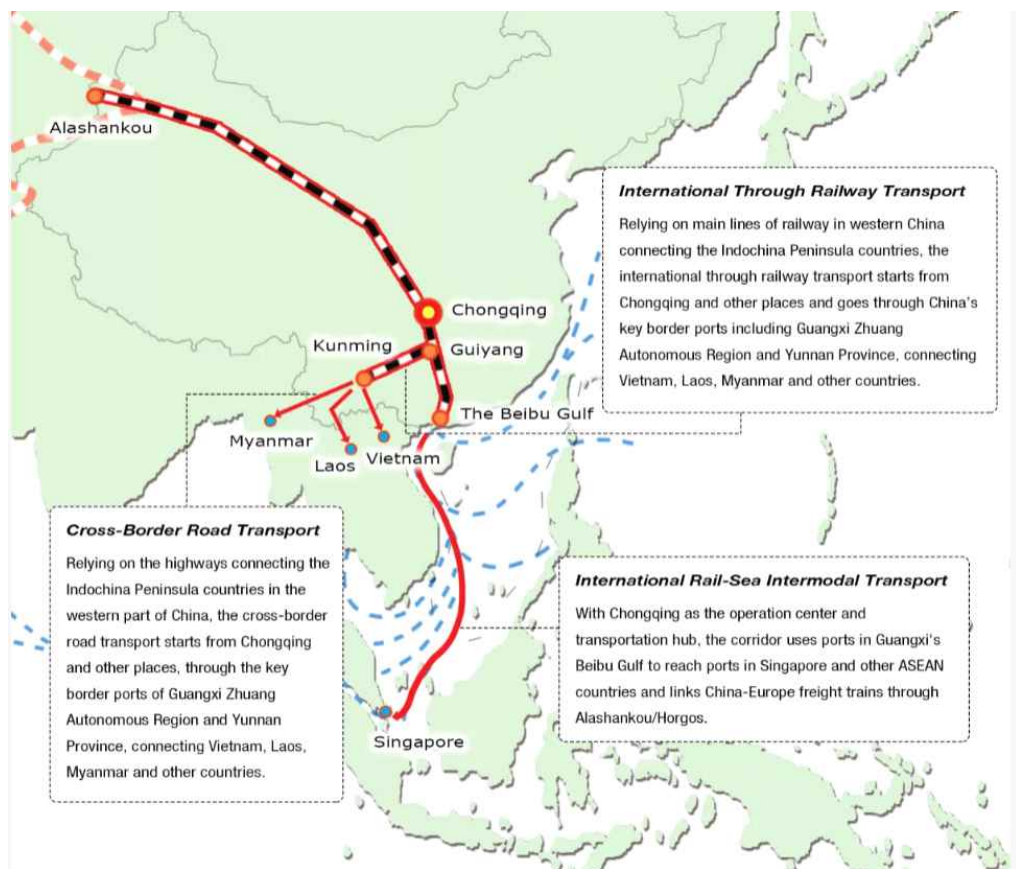 Alashankou
International Through Railway Transport
Relying on main lines of railway in western China
connecting the Indochina Peninsula countries, the
international through railway transport starts from
Chongqing and other places and goes through China's
key border ports including Guangxi Zhuang
Autonomous Region and Yunnan Province, connecting
Vietnam, Laos, Myanmar and other countries.
Chongqing
Kunming
Guiyang
The Beibu Gulf
Myanmar
Laos
Vietnam
Cross-Border Road Transport
Relying on the highways connecting the
Indochina Peninsula countries in the
western part of China, the cross-border
road transport starts from Chongqing
and other places, through the key
border ports of Guangxi Zhuang
Autonomous Region and Yunnan
Province, connecting Vietnam, Laos,
Myanmar and other countries.
International Rail-Sea Intermodal Transport
With Chongqing as the operation center and
transportation hub, the corridor uses ports in Guangxi's
Beibu Gulf to reach ports in Singapore and other ASEAN
countries and links China-Europe freight trains through
Alashankou/Horgos.
Singapore